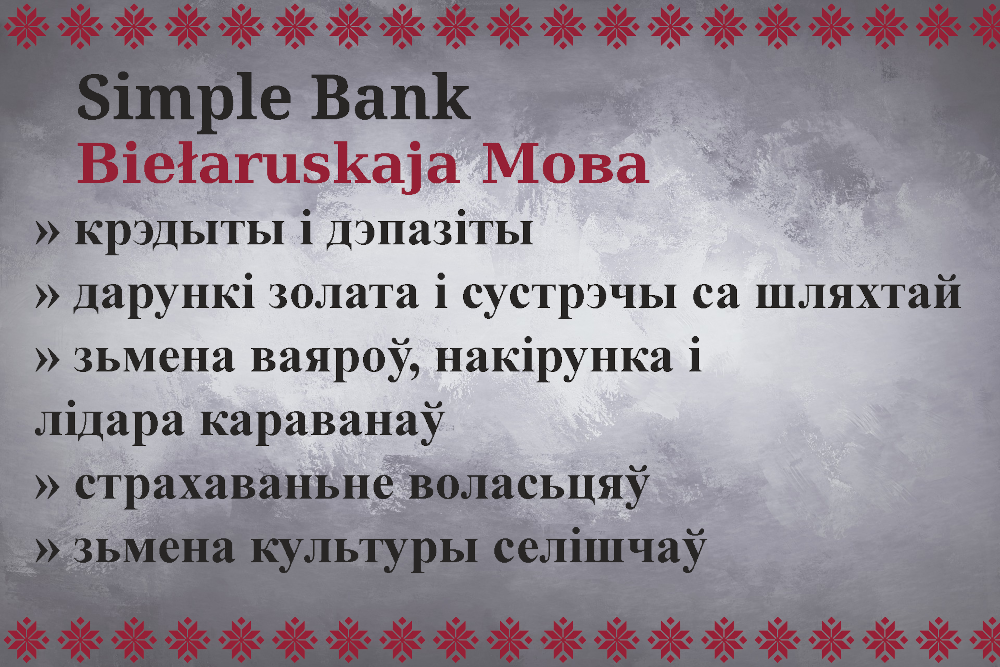 Simple Bank
Biełaruskaja Мова
» крэдыты і дэпазіты
» дарункі золата і сустрэчы са шляхтай
» зьмена ваяроў, накірунка і
лідара караванаў
» страхаваньне воласьцяў
» зьмена культуры селішчаў